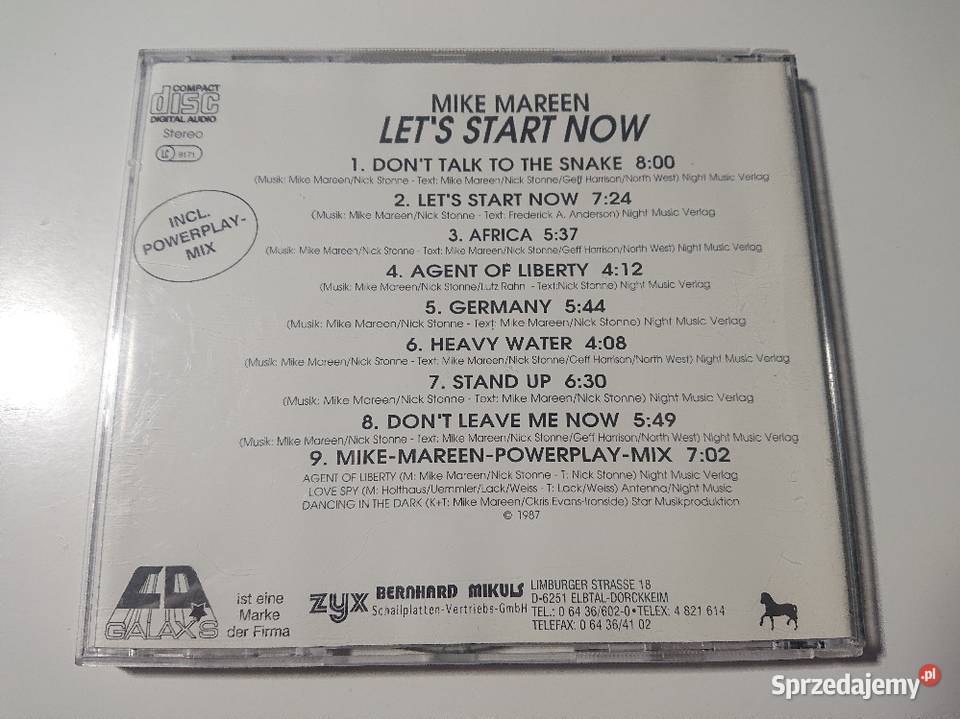 COMPACT
disc
DIGITAL AUDIO
Stereo
LC 9171
INCL.
POWERPLAY-
MIX
MIKE MAREEN
LET'S START NOW
1. DON'T TALK TO THE SNAKE 8:00
(Musik: Mike Mareen/Nick Stonne - Text: Mike Mareen/Nick Stonne/Geff Harrison/North West) Night Music Verlag
2. LET'S START NOW 7:24
(Musik: Mike Mareen/Nick Stonne - Text: Frederick A. Anderson) Night Music Verlag
3. AFRICA 5:37
(Musik: Mike Mareen/Nick Stonne - Text: Mike Mareen/Nick Stonne/Geff Harrison/North West) Night Music Verlag
4. AGENT OF LIBERTY 4:12
(Musik: Mike Mareen/Nick Stonne/Lutz Rahn - Text:Nick Stonne) Night Music Verlag
5. GERMANY 5:44
(Musik: Mike Mareen/Nick Stonne - Text: Mike Mareen/Nick Stonne) Night Music Verlag
6. HEAVY WATER 4:08
(Musik: Mike Mareen/Nick Stonne - Text: Mike Mareen/Nick Stonne/Geff Harrison/North West) Night Music Verlag
7. STAND UP 6:30
(Musik: Mike Mareen/Nick Stonne - Text: Mike Mareen/Nick Stonne) Night Music Verlag
8. DON'T LEAVE ME NOW 5:49
(Musik: Mike Mareen/Nick Stonne - Text: Mike Mareen/Nick Stonne/Geff Harrison/North West) Night Music Verlag
9. MIKE-MAREEN-POWERPLAY-MIX 7:02
AGENT OF LIBERTY (M: Mike Mareen/Nick Stonne - T: Nick Stonne) Night Music Verlag
LOVE SPY (M: Holthaus/Uemmler/Lack/Weiss - T: Lack/Weiss) Antenna/Night Music
DANCING IN THE DARK (K+T: Mike Mareen/Chris Evans-Ironside) Star Musikproduktion
© 1987
CD
GALAXIS
ist eine
Marke
der Firma
ZYX
BERNHARD MIKULS
Schallplatten-Vertriebs-GmbH
LIMBURGER STRASSE 18
D-6251 ELBTAL-DORCKHEIM
TEL.: 0 64 36/602-0 • TELEX: 4 821 614
TELEFAX: 0 64 36/41 02
Sprzedajemy.pl